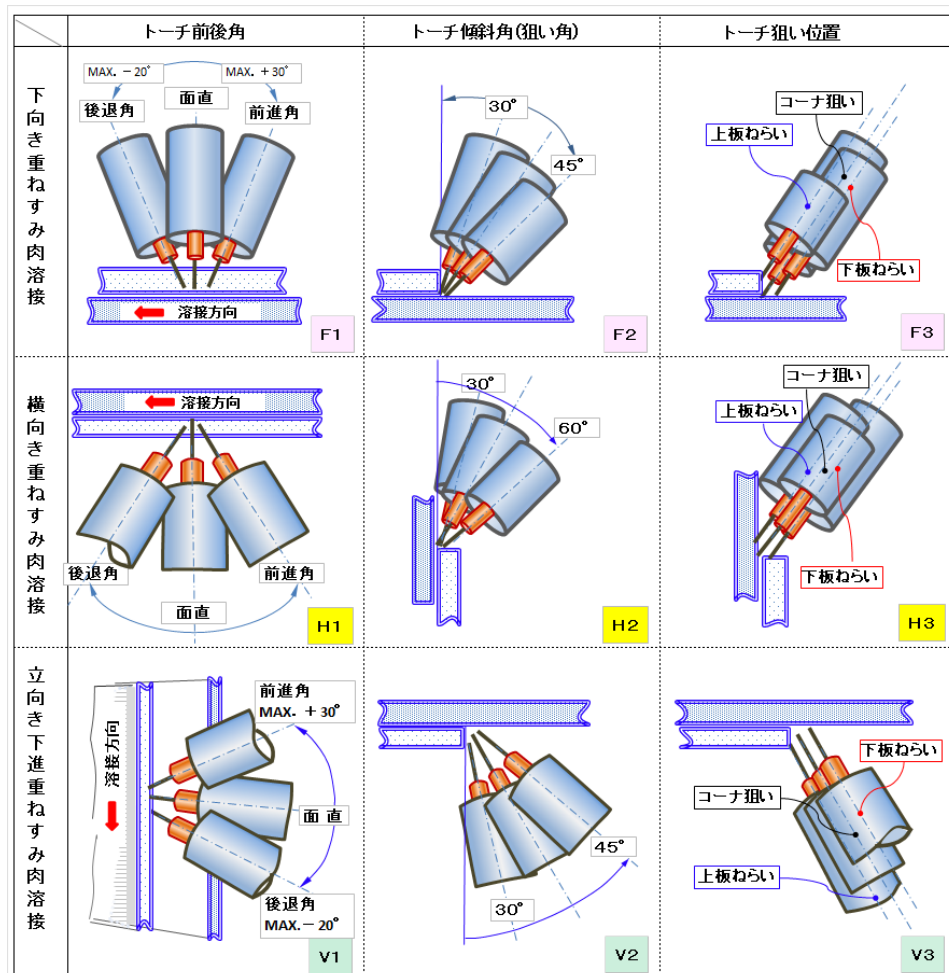 トーチ前後角
トーチ傾斜角(狙い角)
トーチ狙い位置
下向き重ねすみ肉溶接
MAX. − 20°
MAX. + 30°
後退角
面直
前進角
溶接方向
F1
30°
45°
F2
コーナ狙い
上板ねらい
下板ねらい
F3
横向き重ねすみ肉溶接
溶接方向
後退角
前進角
面直
H1
30°
60°
H2
コーナ狙い
上板ねらい
下板ねらい
H3
立向き下進重ねすみ肉溶接
溶接方向
前進角
MAX. + 30°
面直
後退角
MAX. − 20°
V1
45°
30°
V2
下板ねらい
コーナ狙い
上板ねらい
V3